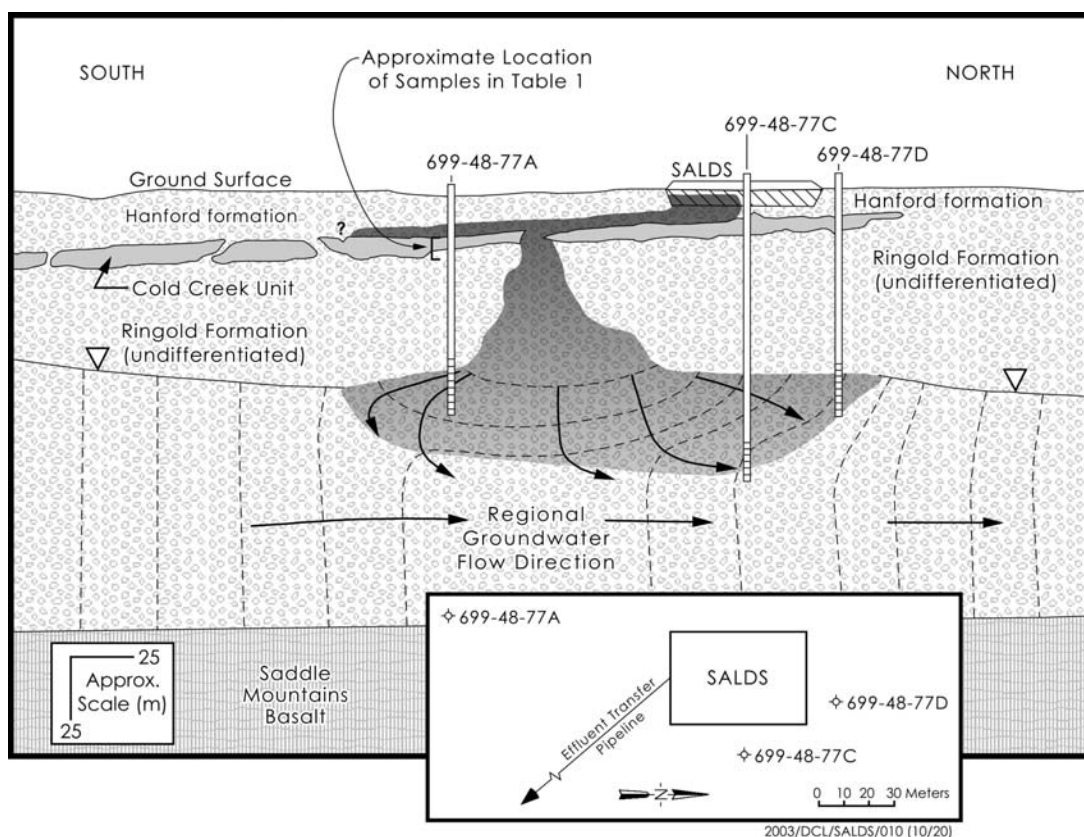 SOUTH
Approximate Location
of Samples in Table 1
NORTH
699-48-77C
699-48-77A
SALDS
699-48-77D
Ground Surface
Hanford formation
Hanford formation
?
Cold Creek Unit
Ringold Formation
(undifferentiated)
Ringold Formation
(undifferentiated)
Regional
Groundwater
Flow Direction
25
Approx.
Scale (m)
25
Saddle
Mountains
Basalt
699-48-77A
SALDS
699-48-77D
Effluent Transfer
Pipeline
699-48-77C
Z
0 10 20 30 Meters
2003/DCL/SALDS/010 (10/20)